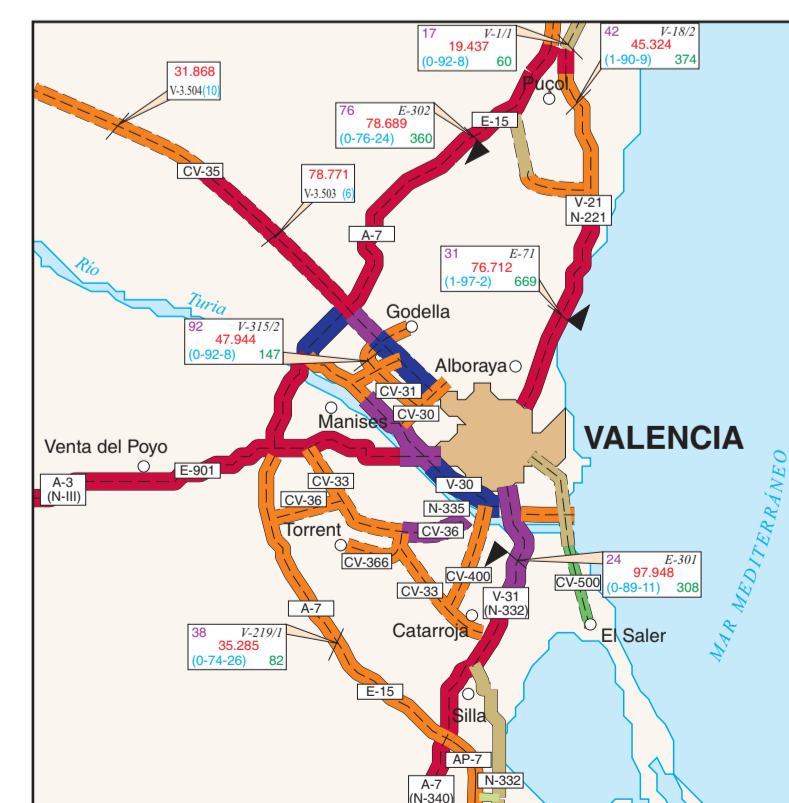 17 V-1/1
19.437
(0-92-8) 60
42 V-18/2
45.324
(1-90-9) 374
31.868
V-3.504(10)
Puçol
76 E-302
78.689
(0-76-24) 360
E-15
CV-35
78.771
V-3.503 (6)
V-21
N-221
A-7
31 E-71
76.712
(1-97-2) 669
Rio
Turia
Godella
92 V-315/2
47.944
(0-92-8) 147
Alboraya
CV-31
CV-30
Manises
VALENCIA
Venta del Poyo
E-901
A-3
(N-III)
CV-33
V-30
CV-36
N-335
Torrent
CV-36
CV-366
24 E-301
97.948
(0-89-11) 308
CV-400
CV-500
CV-33
V-31
(N-332)
MAR MEDITERRÁNEO
A-7
Catarroja
El Saler
38 V-219/1
35.285
(0-74-26) 82
E-15
Silla
AP-7
N-332
A-7
(N-340)